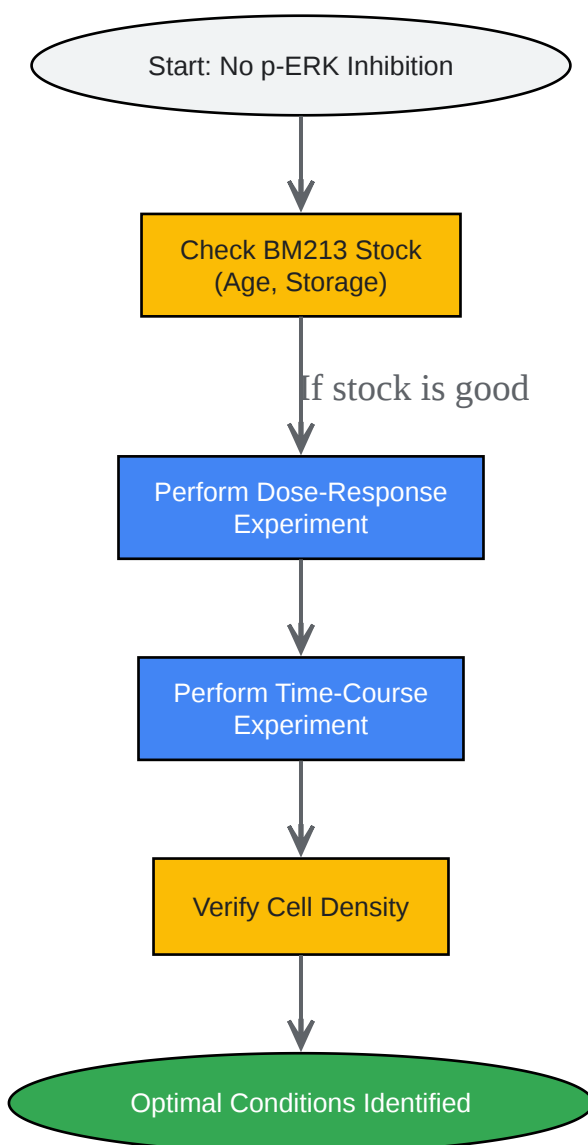 Start: No p-ERK Inhibition
Check BM213 Stock
(Age, Storage)
If stock is good
Perform Dose-Response
Experiment
Perform Time-Course
Experiment
Verify Cell Density
Optimal Conditions Identified